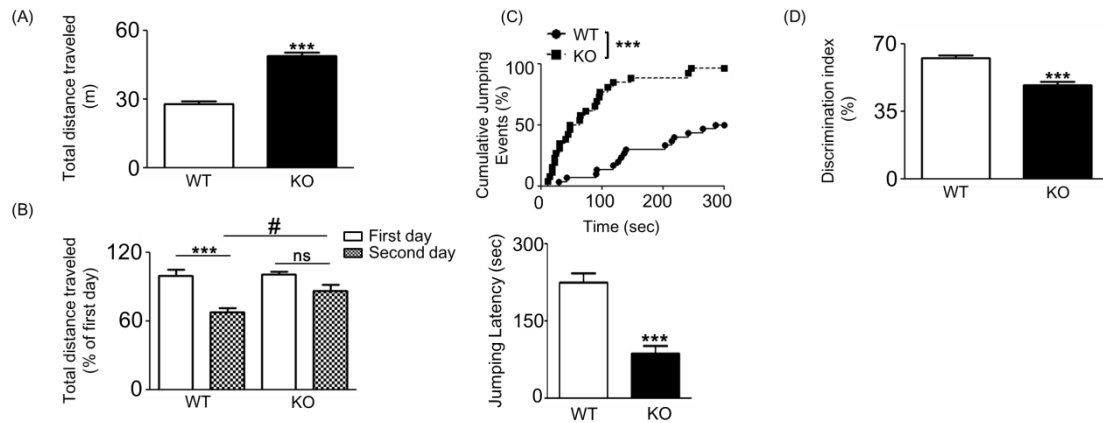 (A)
Total distance traveled
(m)
60
30
0
***
WT
KO
(B)
Total distance traveled
(% of first day)
120
60
0
***
#
ns
First day
Second day
WT
KO
(C)
WT
KO
***
Cumulative Jumping
Events (%)
100
50
0
0
100
200
300
Time (sec)
Jumping Latency (sec)
300
150
0
***
WT
KO
(D)
Discrimination index
(%)
70
35
0
***
WT
KO